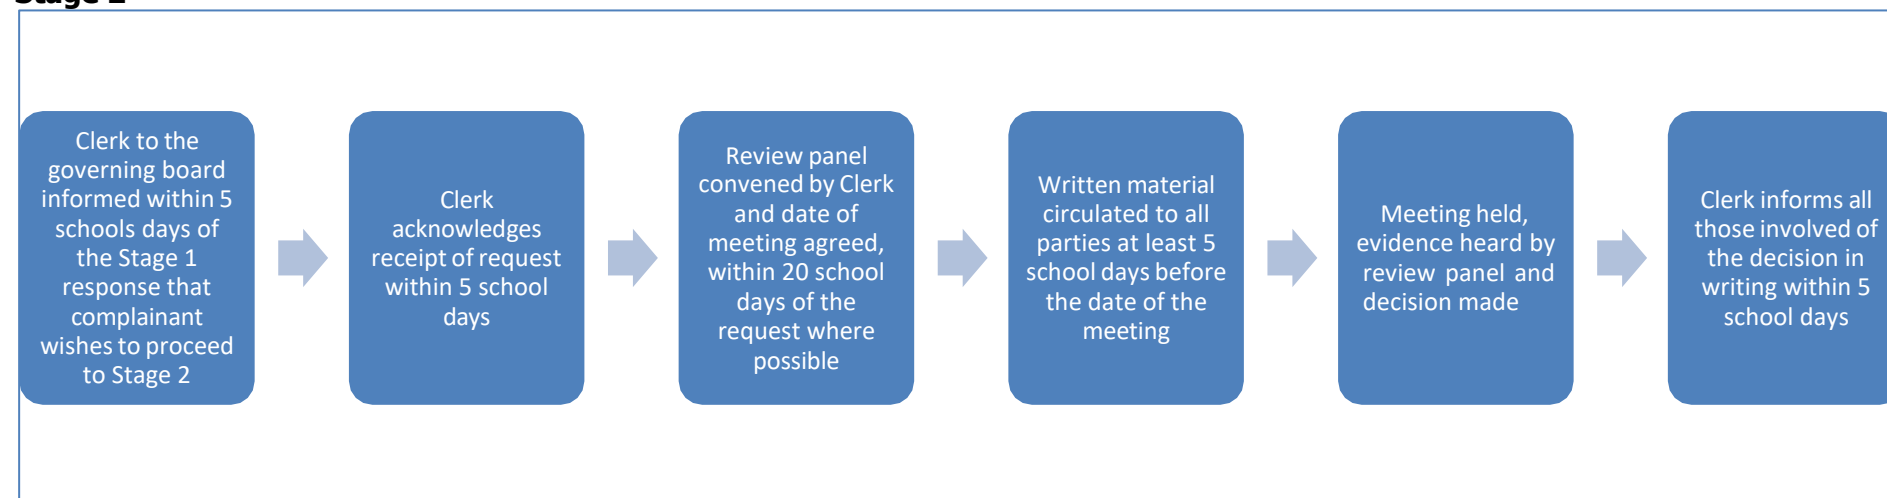 Stage 2
Clerk to the
governing board
informed within 5
schools days of
the Stage 1
response that
complainant
wishes to proceed
to Stage 2
Clerk
acknowledges
receipt of request
within 5 school
days
Review panel
convened by Clerk
and date of
meeting agreed,
within 20 school
days of the
request where
possible
Written material
circulated to all
parties at least 5
school days before
the date of the
meeting
Meeting held,
evidence heard by
review panel and
decision made
Clerk informs all
those involved of
the decision in
writing within 5
school days